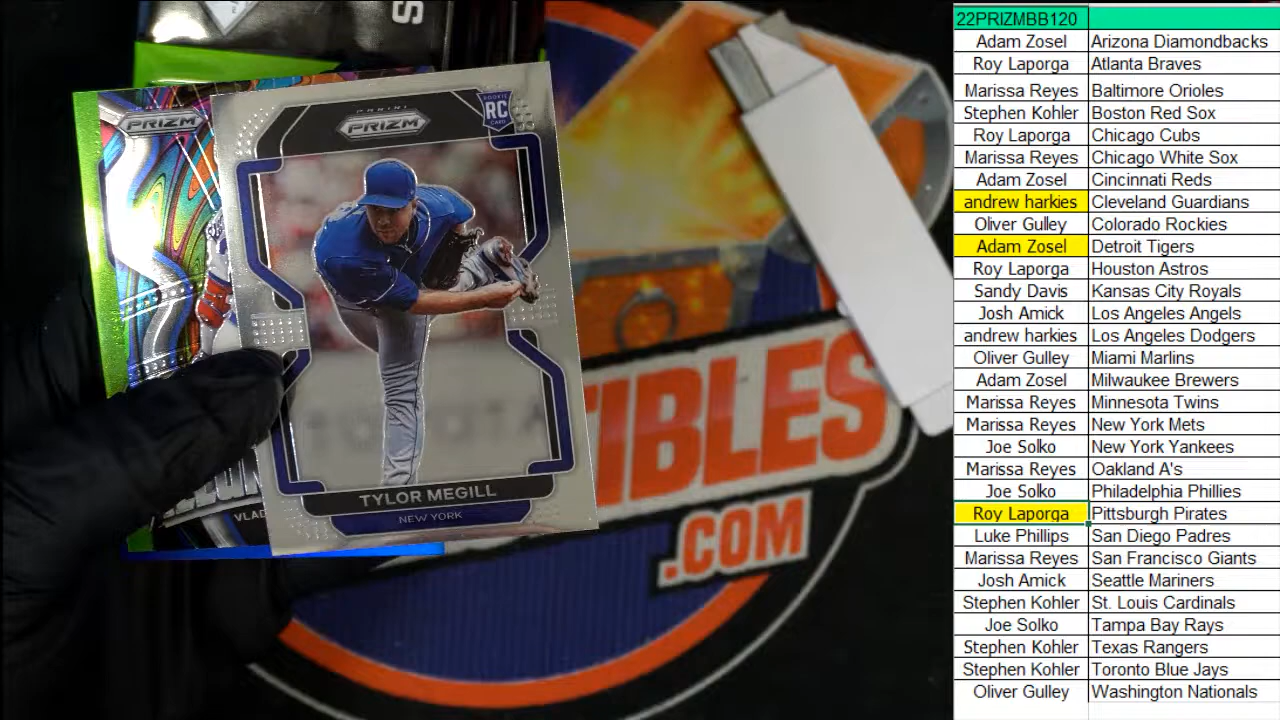 S
PANINI
PRIZM
PRIZM
ROOKIE
RC
CARD
TYLOR MEGILL
NEW YORK
VLAD
TIBLES
.COM
22PRIZMBB120
Adam Zosel Arizona Diamondbacks
Roy Laporga Atlanta Braves
Marissa Reyes Baltimore Orioles
Stephen Kohler Boston Red Sox
Roy Laporga Chicago Cubs
Marissa Reyes Chicago White Sox
Adam Zosel Cincinnati Reds
andrew harkies Cleveland Guardians
Oliver Gulley Colorado Rockies
Adam Zosel Detroit Tigers
Roy Laporga Houston Astros
Sandy Davis Kansas City Royals
Josh Amick Los Angeles Angels
andrew harkies Los Angeles Dodgers
Oliver Gulley Miami Marlins
Adam Zosel Milwaukee Brewers
Marissa Reyes Minnesota Twins
Marissa Reyes New York Mets
Joe Solko New York Yankees
Marissa Reyes Oakland A's
Joe Solko Philadelphia Phillies
Roy Laporga Pittsburgh Pirates
Luke Phillips San Diego Padres
Marissa Reyes San Francisco Giants
Josh Amick Seattle Mariners
Stephen Kohler St. Louis Cardinals
Joe Solko Tampa Bay Rays
Stephen Kohler Texas Rangers
Stephen Kohler Toronto Blue Jays
Oliver Gulley Washington Nationals